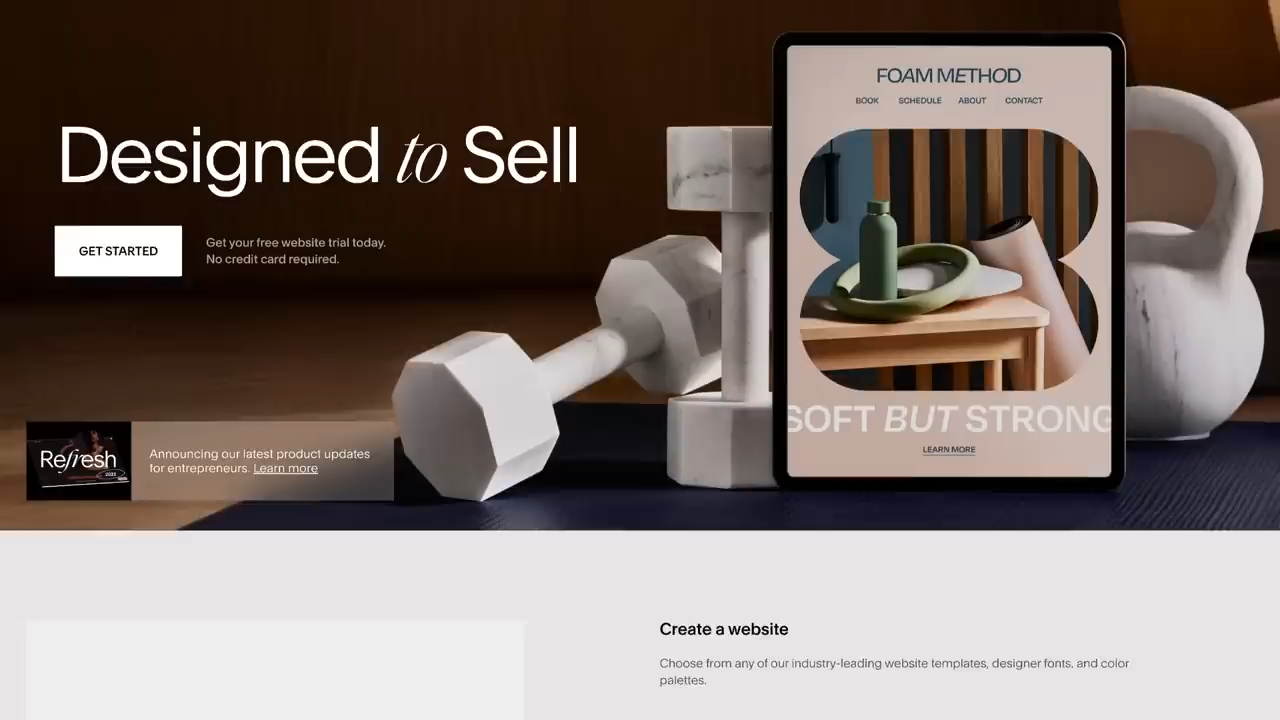 Designed to Sell
GET STARTED
Get your free website trial today.
No credit card required.
Refresh
2023
Announcing our latest product updates
for entrepreneurs. Learn more
FOAM METHOD
BOOK SCHEDULE ABOUT CONTACT
SOFT BUT STRONG
LEARN MORE
Create a website
Choose from any of our industry-leading website templates, designer fonts, and color
palettes.